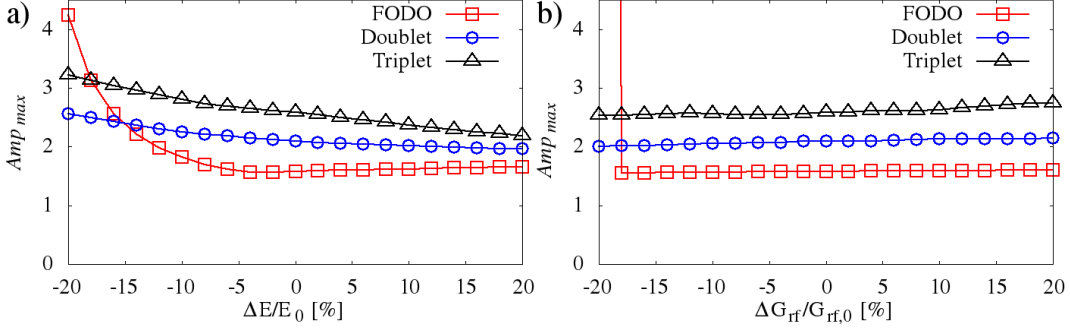 a)
FODO
Doublet
Triplet
Amp max
4
3
2
1
0
-20 -15 -10 -5 0 5 10 15 20
ΔE/E0 [%]
b)
FODO
Doublet
Triplet
Amp max
4
3
2
1
0
-20 -15 -10 -5 0 5 10 15 20
ΔGrf/Grf,0 [%]